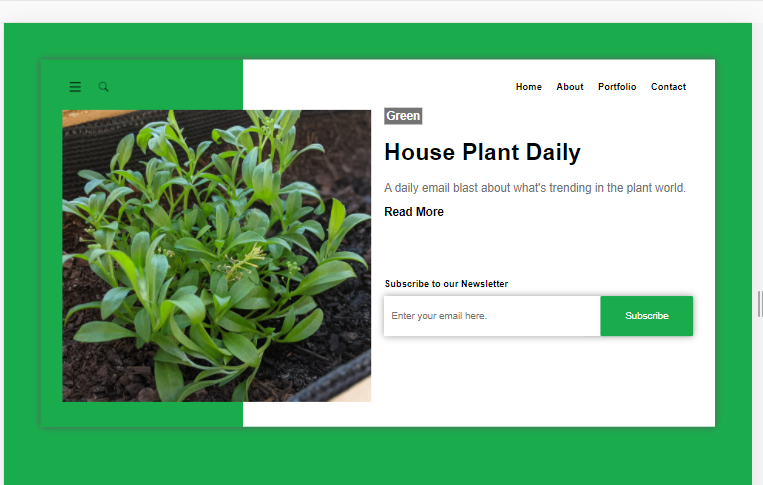 Home About Portfolio Contact
Green
House Plant Daily
A daily email blast about what's trending in the plant world.
Read More
Subscribe to our Newsletter
Enter your email here.
Subscribe